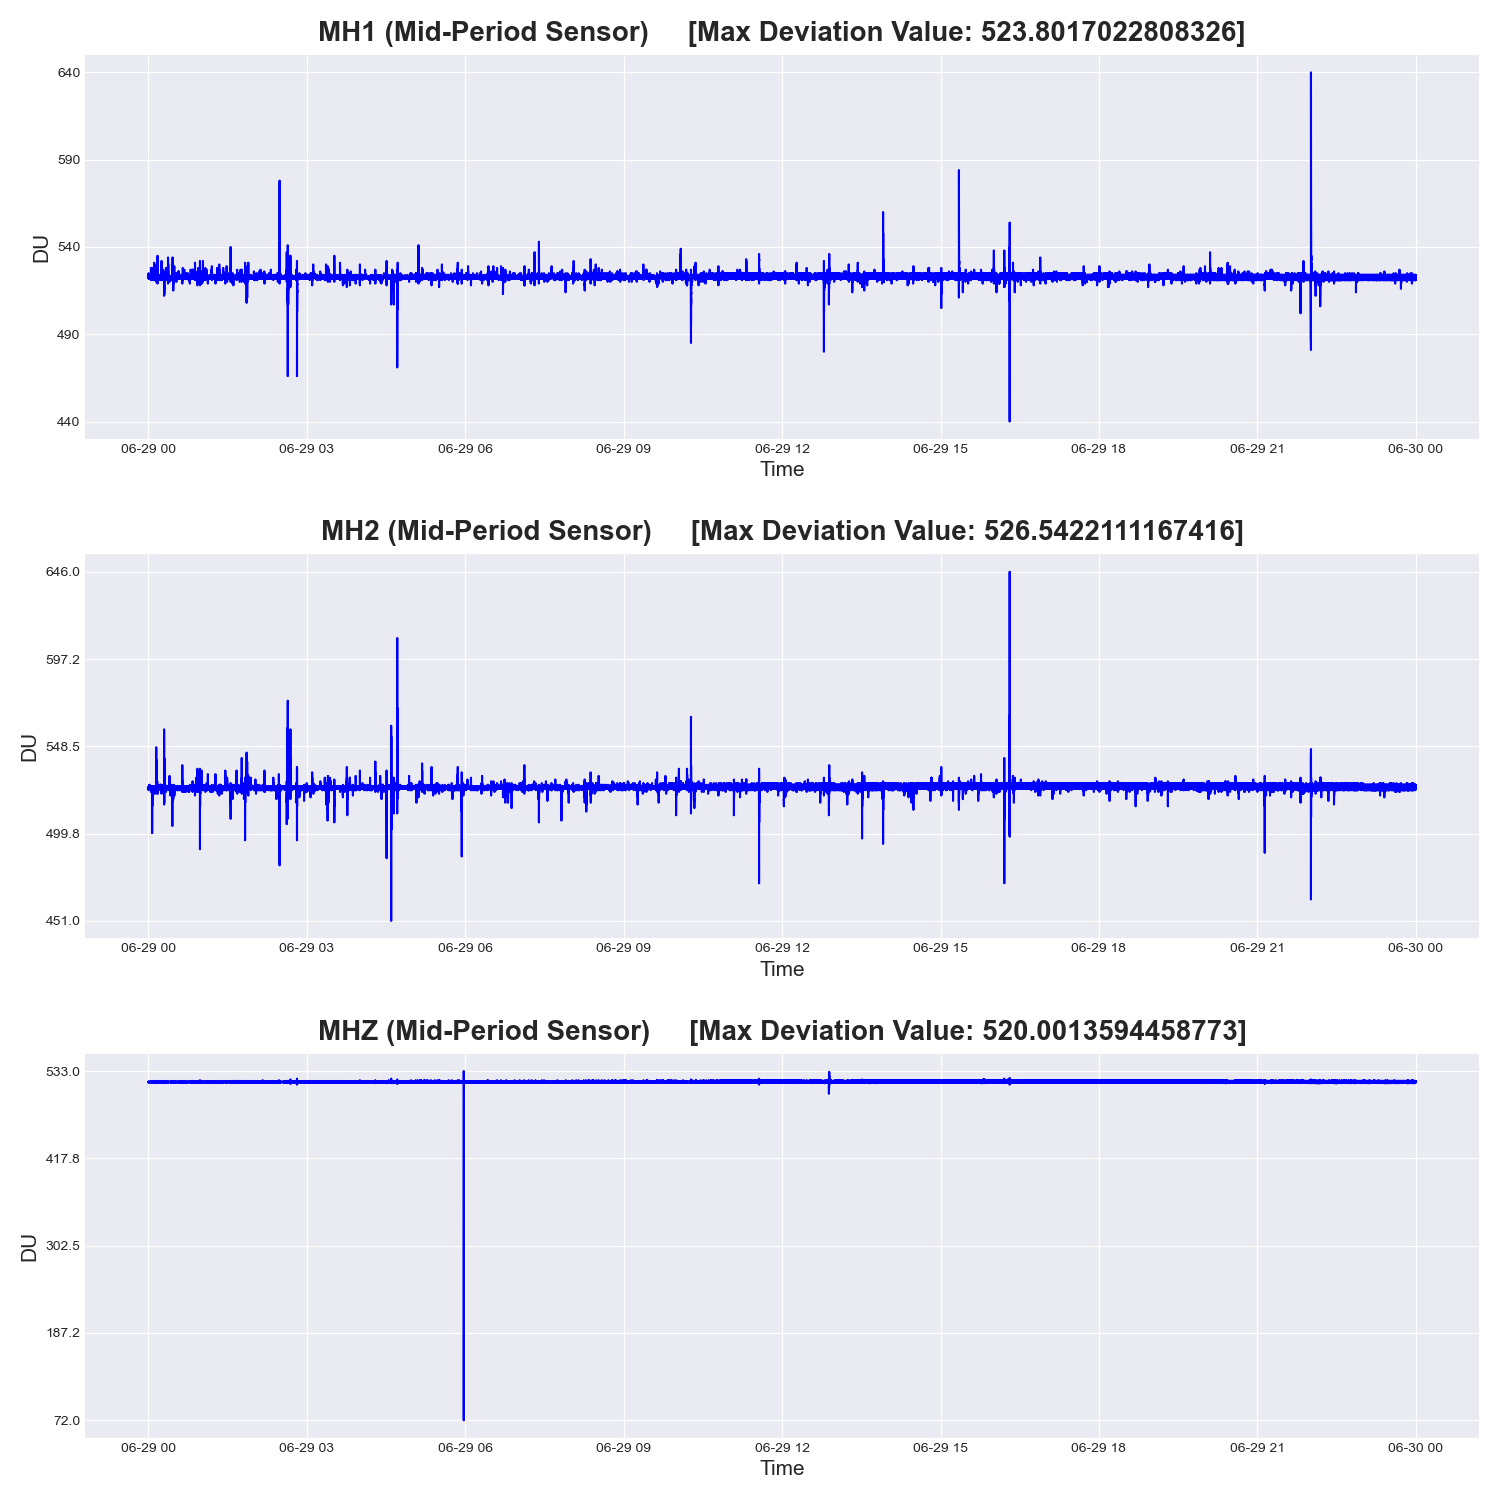 MH1 (Mid-Period Sensor) [Max Deviation Value: 523.8017022808326]
640
590
540
490
440
DU
06-29 00 06-29 03 06-29 06 06-29 09 06-29 12 06-29 15 06-29 18 06-29 21 06-30 00
Time
MH2 (Mid-Period Sensor) [Max Deviation Value: 526.5422111167416]
646.0
597.2
548.5
499.8
451.0
DU
06-29 00 06-29 03 06-29 06 06-29 09 06-29 12 06-29 15 06-29 18 06-29 21 06-30 00
Time
MHZ (Mid-Period Sensor) [Max Deviation Value: 520.0013594458773]
533.0
417.8
302.5
187.2
72.0
DU
06-29 00 06-29 03 06-29 06 06-29 09 06-29 12 06-29 15 06-29 18 06-29 21 06-30 00
Time